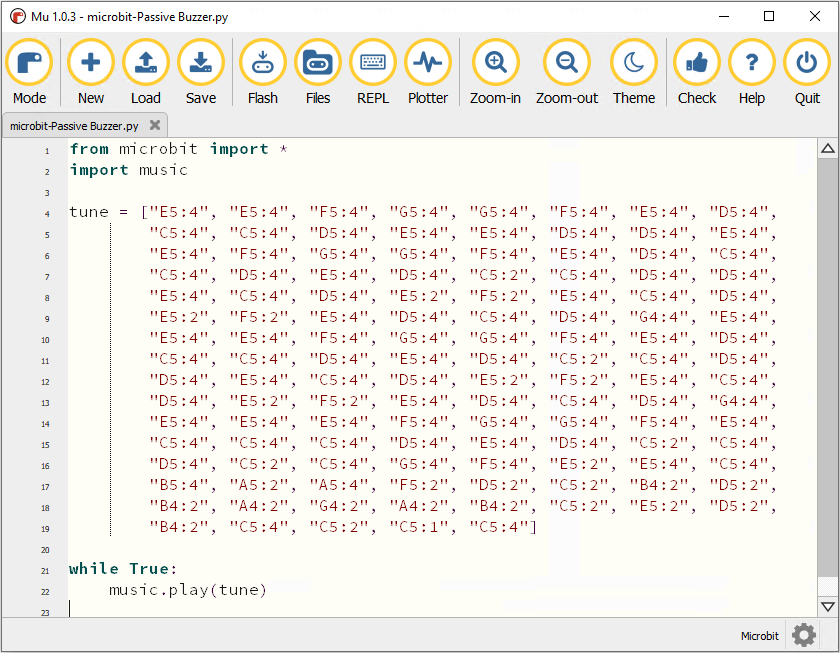 Mu 1.0.3 - microbit-Passive Buzzer.py
Mode New Load Save Flash Files REPL Plotter Zoom-in Zoom-out Theme Check Help Quit
microbit-Passive Buzzer.py
1 from microbit import *
2 import music
3
4 tune = ["E5:4", "E5:4", "F5:4", "G5:4", "G5:4", "F5:4", "E5:4", "D5:4",
5 "C5:4", "C5:4", "D5:4", "E5:4", "E5:4", "D5:4", "D5:4", "E5:4",
6 "E5:4", "F5:4", "G5:4", "G5:4", "F5:4", "E5:4", "D5:4", "C5:4",
7 "C5:4", "D5:4", "E5:4", "D5:4", "C5:2", "C5:4", "D5:4", "D5:4",
8 "E5:4", "C5:4", "D5:4", "E5:2", "F5:2", "E5:4", "C5:4", "D5:4",
9 "E5:2", "F5:2", "E5:4", "D5:4", "C5:4", "D5:4", "G4:4", "E5:4",
10 "E5:4", "E5:4", "F5:4", "G5:4", "G5:4", "F5:4", "E5:4", "D5:4",
11 "C5:4", "C5:4", "D5:4", "E5:4", "D5:4", "C5:2", "C5:4", "D5:4",
12 "D5:4", "E5:4", "C5:4", "D5:4", "E5:2", "F5:2", "E5:4", "C5:4",
13 "D5:4", "E5:2", "F5:2", "E5:4", "D5:4", "C5:4", "D5:4", "G4:4",
14 "E5:4", "E5:4", "E5:4", "F5:4", "G5:4", "G5:4", "F5:4", "E5:4",
15 "C5:4", "C5:4", "C5:4", "D5:4", "E5:4", "D5:4", "C5:2", "C5:4",
16 "D5:4", "C5:2", "C5:4", "G5:4", "F5:4", "E5:2", "E5:4", "C5:4",
17 "B5:4", "A5:2", "A5:4", "F5:2", "D5:2", "C5:2", "B4:2", "D5:2",
18 "B4:2", "A4:2", "G4:2", "A4:2", "B4:2", "C5:2", "E5:2", "D5:2",
19 "B4:2", "C5:4", "C5:2", "C5:1", "C5:4"]
20
21 while True:
22 music.play(tune)
23
Microbit